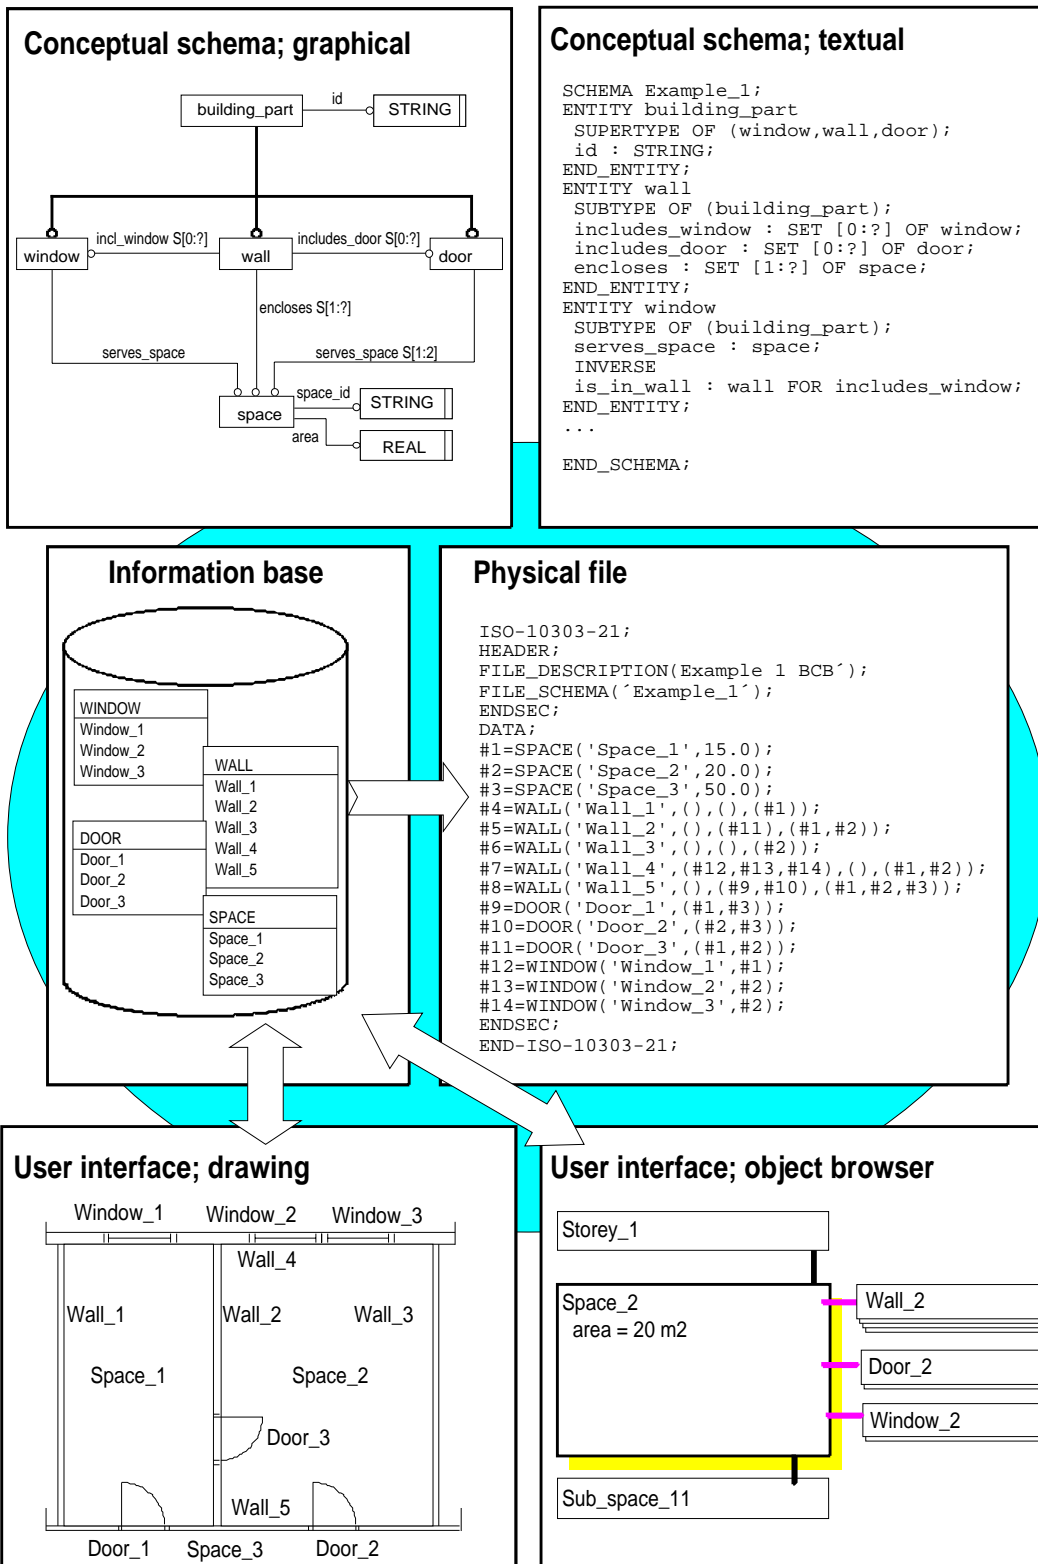 Conceptual schema; graphical
building_part
id
STRING
window
incl_window S[0:?]
wall
includes_door S[0:?]
door
encloses S[1:?]
serves_space
serves_space S[1:2]
space
space_id
STRING
area
REAL
Conceptual schema; textual
SCHEMA Example_1;
ENTITY building_part
SUPERTYPE OF (window,wall,door);
id : STRING;
END_ENTITY;
ENTITY wall
SUBTYPE OF (building_part);
includes_window : SET [0:?] OF window;
includes_door : SET [0:?] OF door;
encloses : SET [1:?] OF space;
END_ENTITY;
ENTITY window
SUBTYPE OF (building_part);
serves_space : space;
INVERSE
is_in_wall : wall FOR includes_window;
END_ENTITY;
...
END_SCHEMA;
Information base
WINDOW
Window_1
Window_2
Window_3
WALL
Wall_1
Wall_2
Wall_3
Wall_4
Wall_5
DOOR
Door_1
Door_2
Door_3
SPACE
Space_1
Space_2
Space_3
Physical file
ISO-10303-21;
HEADER;
FILE_DESCRIPTION(Example 1 BCB´);
FILE_SCHEMA(´Example_1´);
ENDSEC;
DATA;
#1=SPACE('Space_1',15.0);
#2=SPACE('Space_2',20.0);
#3=SPACE('Space_3',50.0);
#4=WALL('Wall_1',(),(),(#1));
#5=WALL('Wall_2',(),(#11),(#1,#2));
#6=WALL('Wall_3',(),(),(#2));
#7=WALL('Wall_4',(#12,#13,#14),(),(#1,#2));
#8=WALL('Wall_5',(),(#9,#10),(#1,#2,#3));
#9=DOOR('Door_1',(#1,#3));
#10=DOOR('Door_2',(#2,#3));
#11=DOOR('Door_3',(#1,#2));
#12=WINDOW('Window_1',#1);
#13=WINDOW('Window_2',#2);
#14=WINDOW('Window_3',#2);
ENDSEC;
END-ISO-10303-21;
User interface; drawing
Window_1
Window_2
Window_3
Wall_4
Wall_1
Wall_2
Wall_3
Space_1
Space_2
Door_3
Wall_5
Door_1
Space_3
Door_2
User interface; object browser
Storey_1
Space_2
area = 20 m2
Wall_2
Door_2
Window_2
Sub_space_11